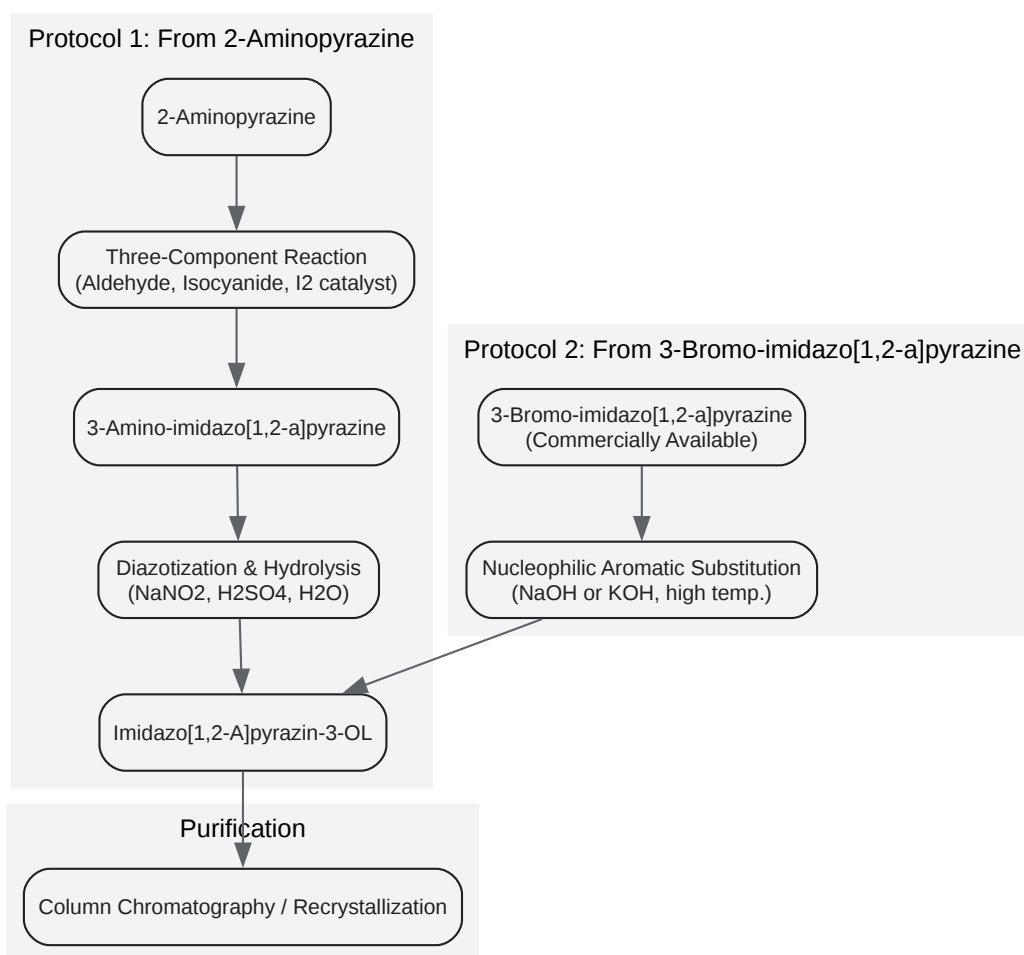 Protocol 1: From 2-Aminopyrazine
2-Aminopyrazine
Three-Component Reaction
(Aldehyde, Isocyanide, I2 catalyst)
3-Amino-imidazo[1,2-a]pyrazine
Diazotization & Hydrolysis
(NaNO2, H2SO4, H2O)
Imidazo[1,2-A]pyrazin-3-OL
Protocol 2: From 3-Bromo-imidazo[1,2-a]pyrazine
3-Bromo-imidazo[1,2-a]pyrazine
(Commercially Available)
Nucleophilic Aromatic Substitution
(NaOH or KOH, high temp.)
Purification
Column Chromatography / Recrystallization